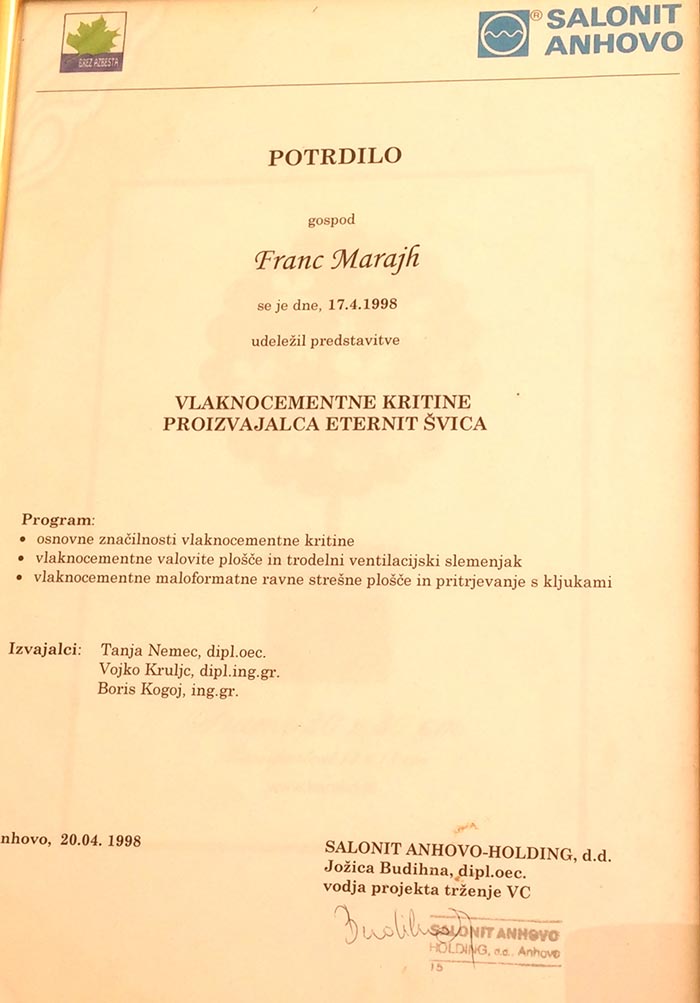 BREZ AZBESTA
® SALONIT
ANHOVO
POTRDILO
gospod
Franc Marajh
se je dne, 17.4.1998
udeležil predstavitve
VLAKNOCEMENTNE KRITINE
PROIZVAJALCA ETERNIT ŠVICA
Program:
• osnovne značilnosti vlaknocementne kritine
• vlaknocementne valovite plošče in trodelni ventilacijski slemenjak
• vlaknocementne maloformatne ravne strešne plošče in pritrjevanje s kljukami
Izvajalci: Tanja Nemec, dipl.oec.
Vojko Kruljc, dipl.ing.gr.
Boris Kogoj, ing.gr.
nhovo, 20.04. 1998
SALONIT ANHOVO-HOLDING, d.d.
Jožica Budihna, dipl.oec.
vodja projekta trženje VC
SALONIT ANHOVO
HOLDING, d.d., Anhovo
15